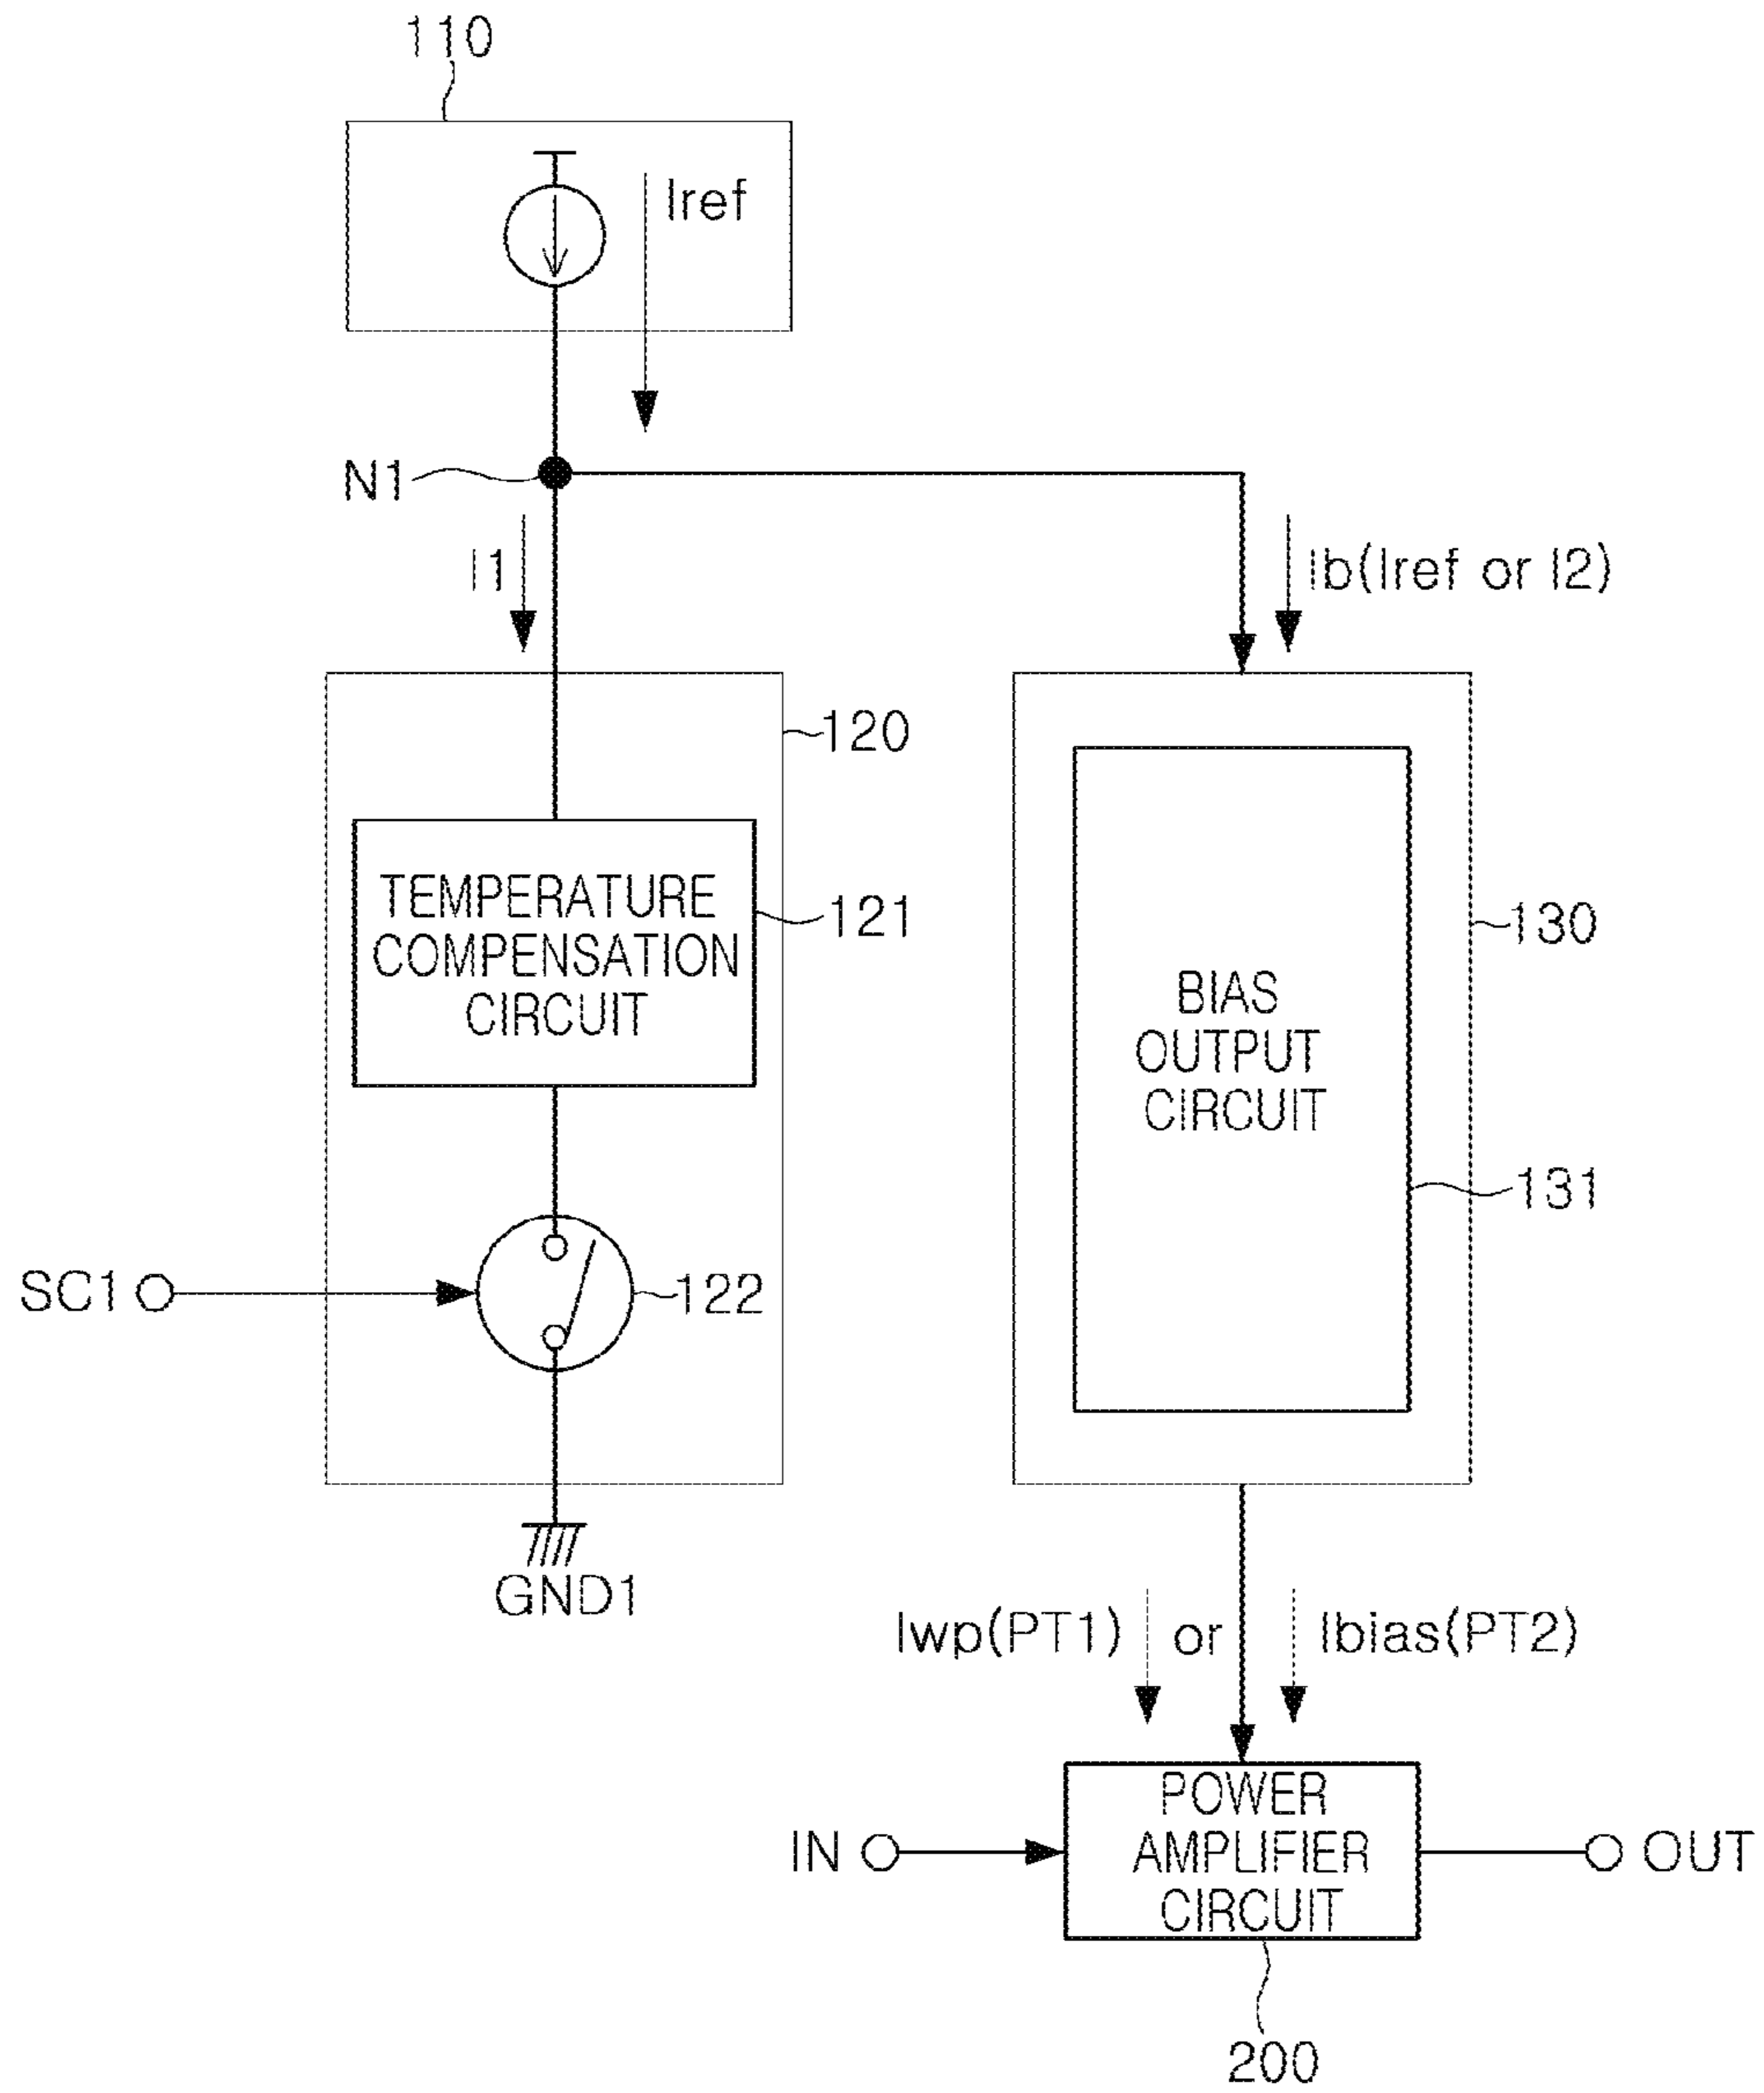 110
Iref
N1
I1
Ib(Iref or I2)
120
TEMPERATURE
COMPENSATION
CIRCUIT
121
130
BIAS
OUTPUT
CIRCUIT
131
SC1
122
GND1
Iwp(PT1) or Ibias(PT2)
IN
POWER
AMPLIFIER
CIRCUIT
OUT
200